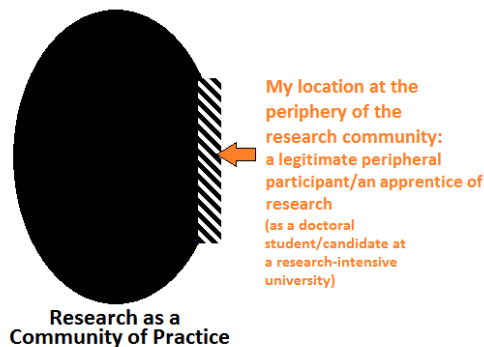 My location at the
periphery of the
research community:
a legitimate peripheral
participant/an apprentice of
research
(as a doctoral
student/candidate at
a research-intensive
university)
Research as a
Community of Practice